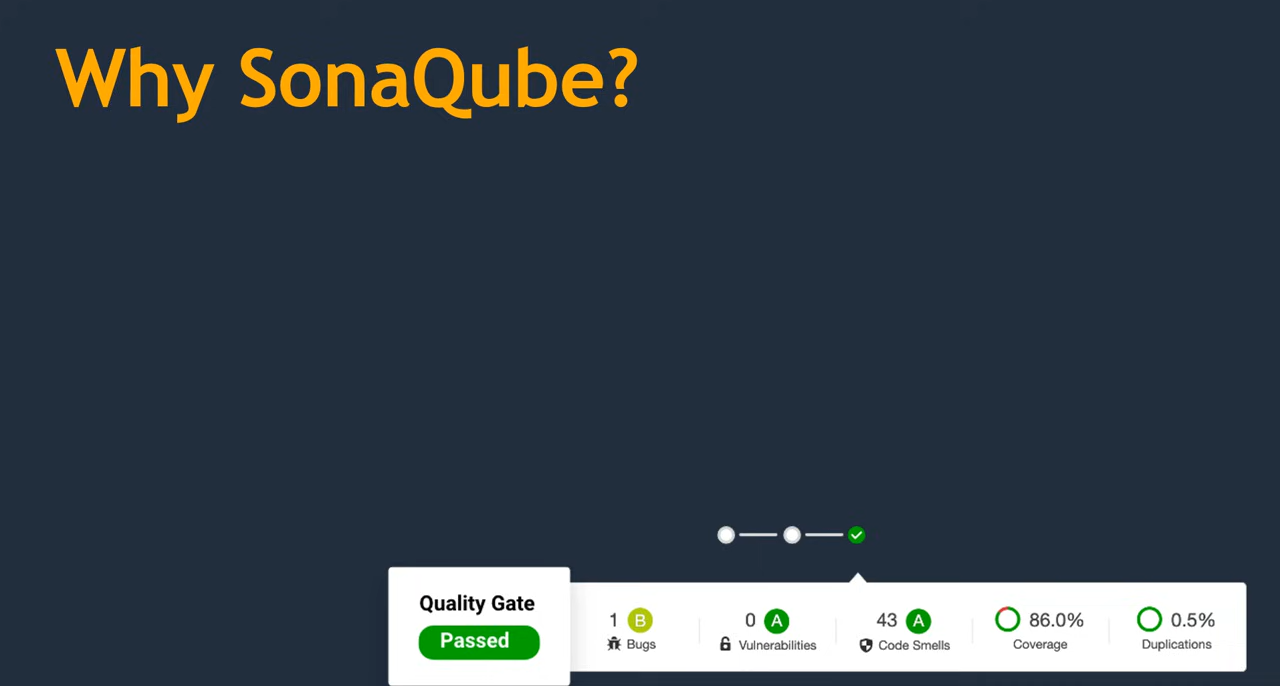 Why SonaQube?
Quality Gate
Passed
1 B
Bugs
0 A
Vulnerabilities
43 A
Code Smells
86.0%
Coverage
0.5%
Duplications